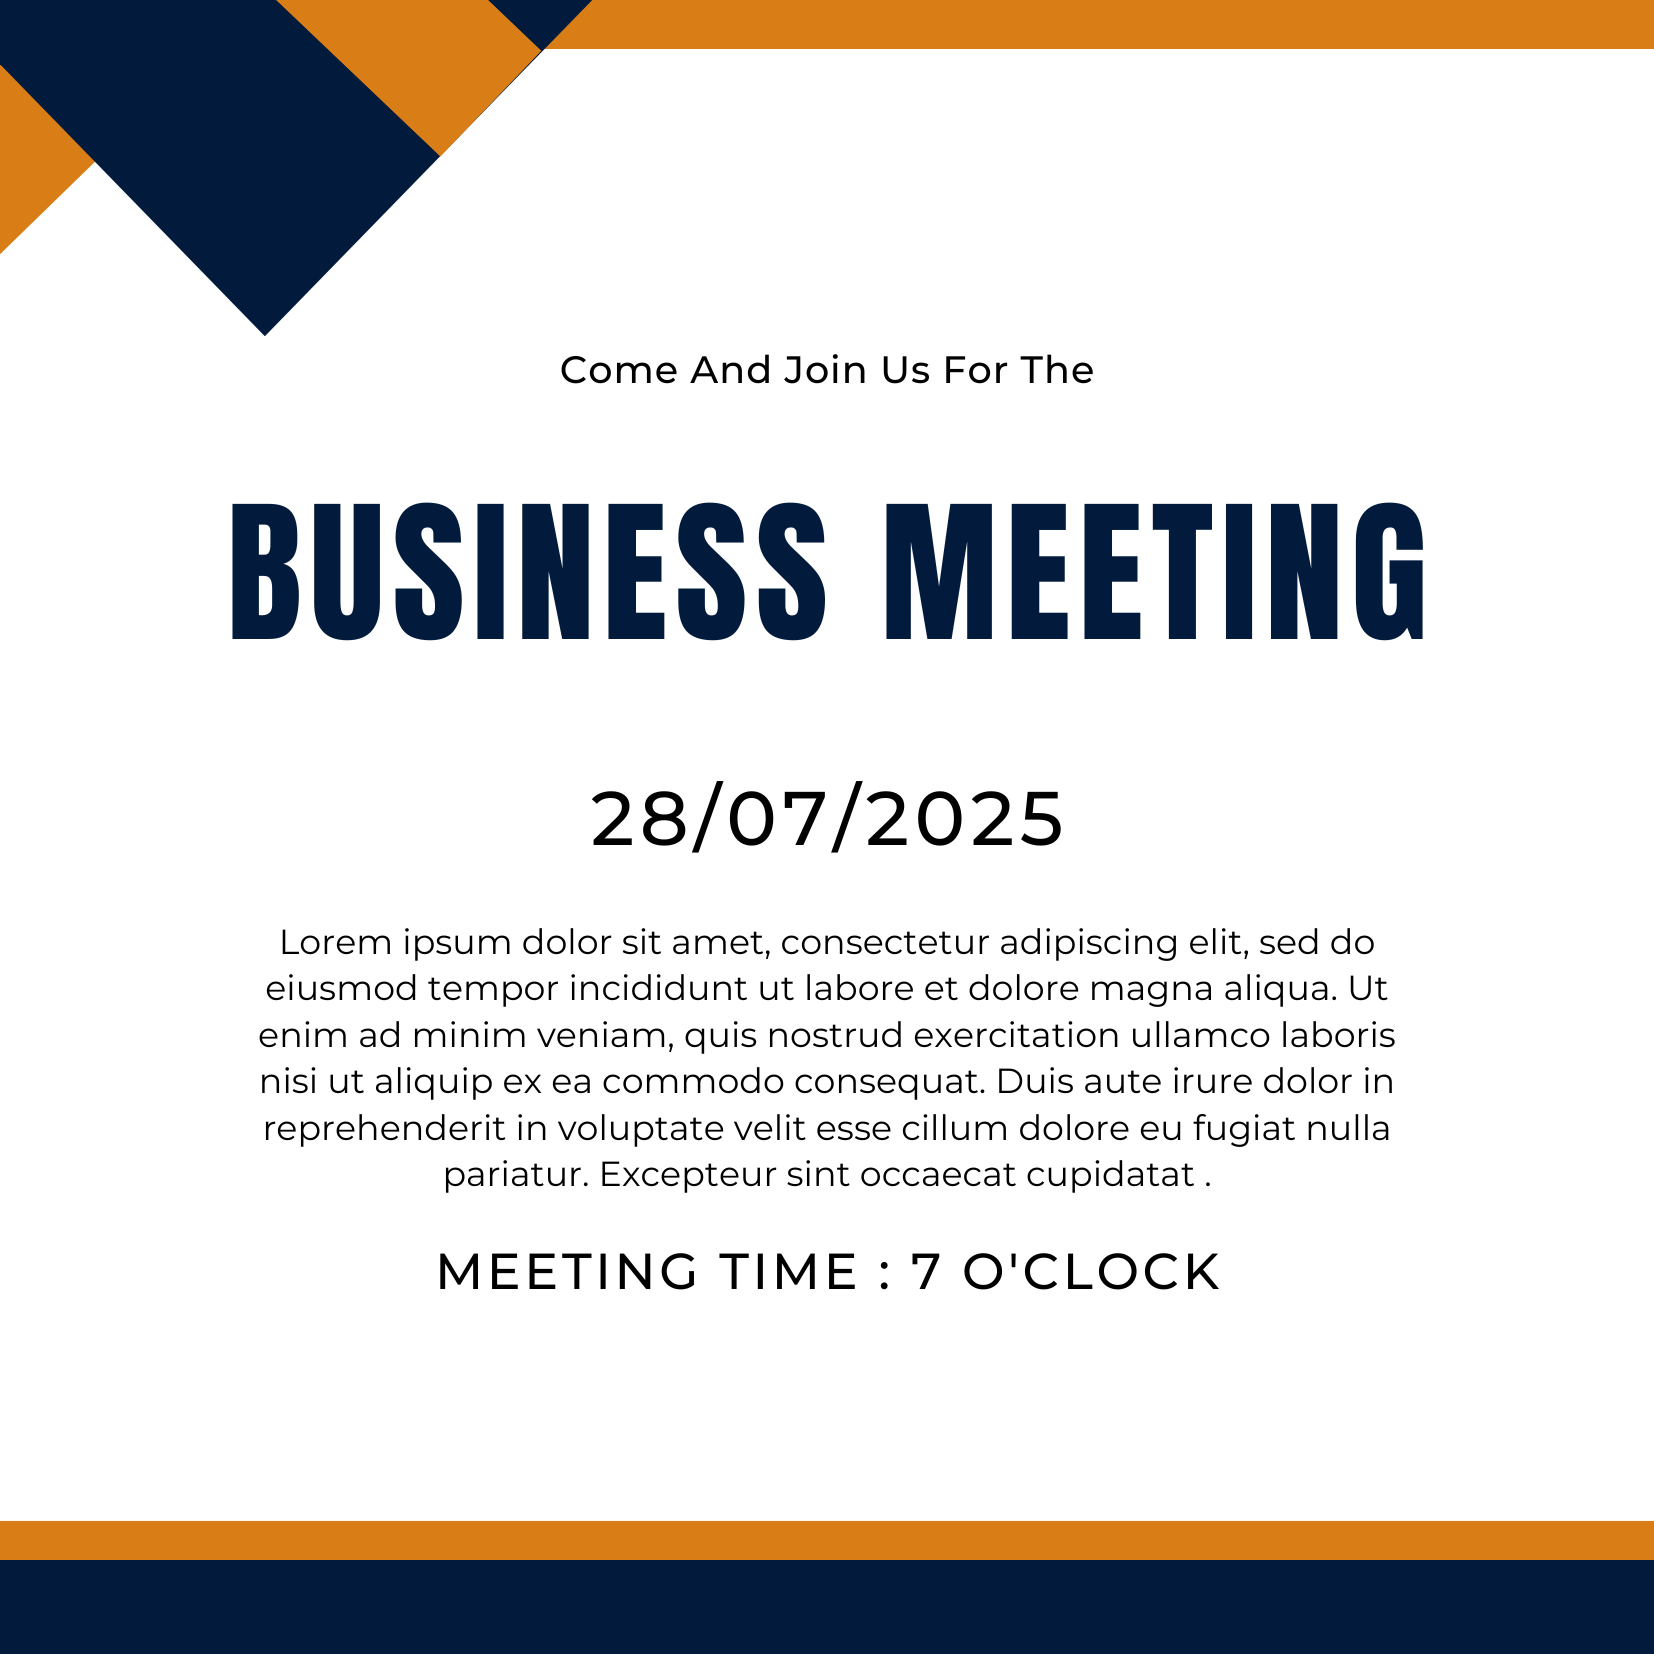 Come And Join Us For The
BUSINESS MEETING
28/07/2025
Lorem ipsum dolor sit amet, consectetur adipiscing elit, sed do
eiusmod tempor incididunt ut labore et dolore magna aliqua. Ut
enim ad minim veniam, quis nostrud exercitation ullamco laboris
nisi ut aliquip ex ea commodo consequat. Duis aute irure dolor in
reprehenderit in voluptate velit esse cillum dolore eu fugiat nulla
pariatur. Excepteur sint occaecat cupidatat .
MEETING TIME : 7 O'CLOCK